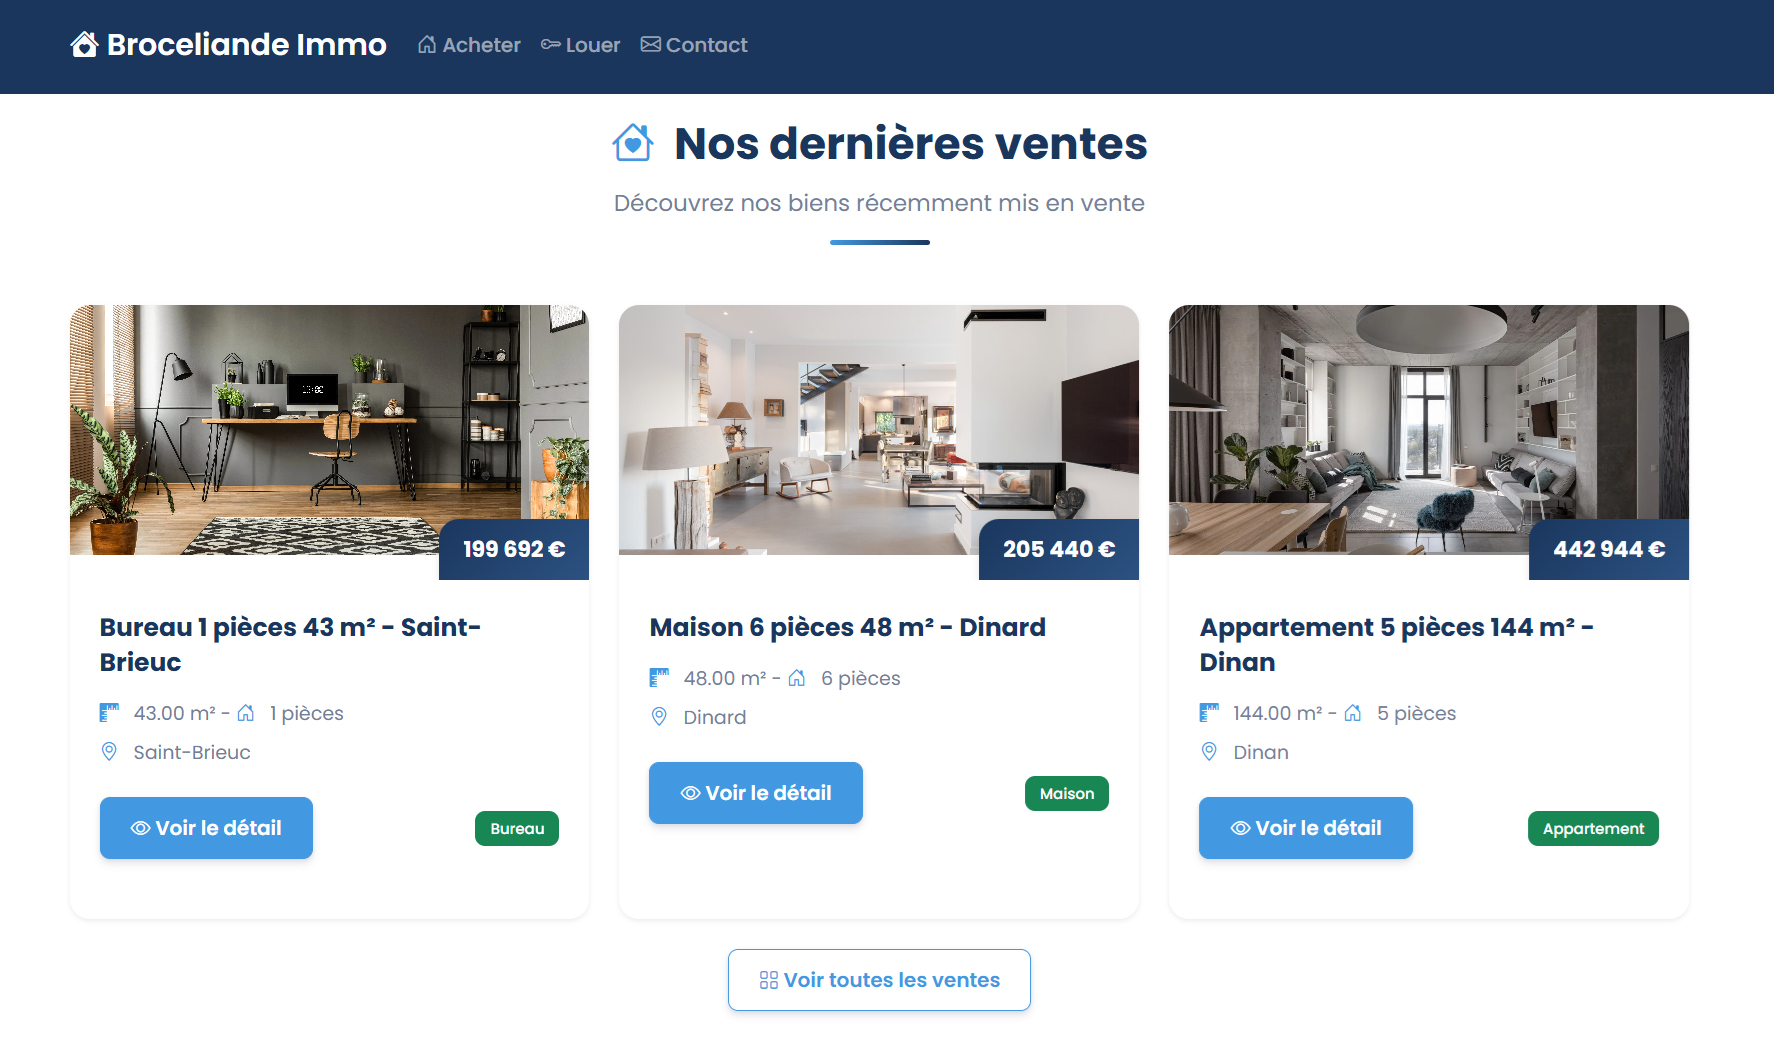 Broceliande Immo Acheter Louer Contact
Nos dernières ventes
Découvrez nos biens récemment mis en vente
199 692 €
205 440 €
442 944 €
Bureau 1 pièces 43 m² - Saint-
Brieuc
43.00 m² - 1 pièces
Saint-Brieuc
Voir le détail
Bureau
Maison 6 pièces 48 m² - Dinard
48.00 m² - 6 pièces
Dinard
Voir le détail
Maison
Appartement 5 pièces 144 m² -
Dinan
144.00 m² - 5 pièces
Dinan
Voir le détail
Appartement
Voir toutes les ventes